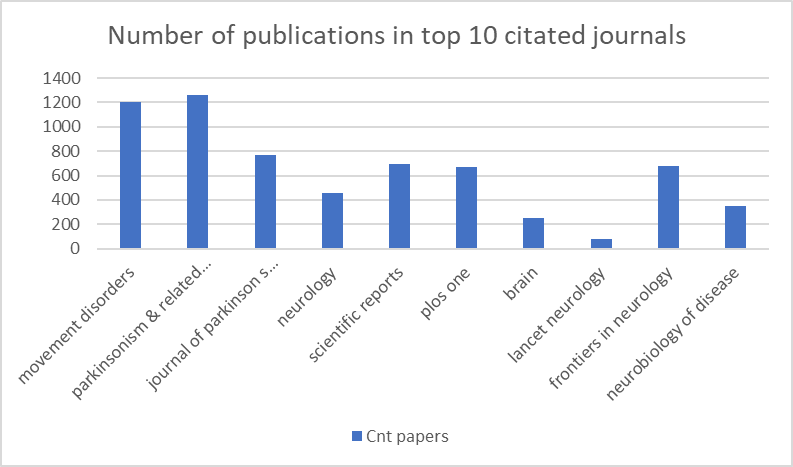 Number of publications in top 10 citated journals
1400
1200
1000
800
600
400
200
0
movement disorders
parkinsonism & related...
journal of parkinson s...
neurology
scientific reports
plos one
brain
lancet neurology
frontiers in neurology
neurobiology of disease
Cnt papers